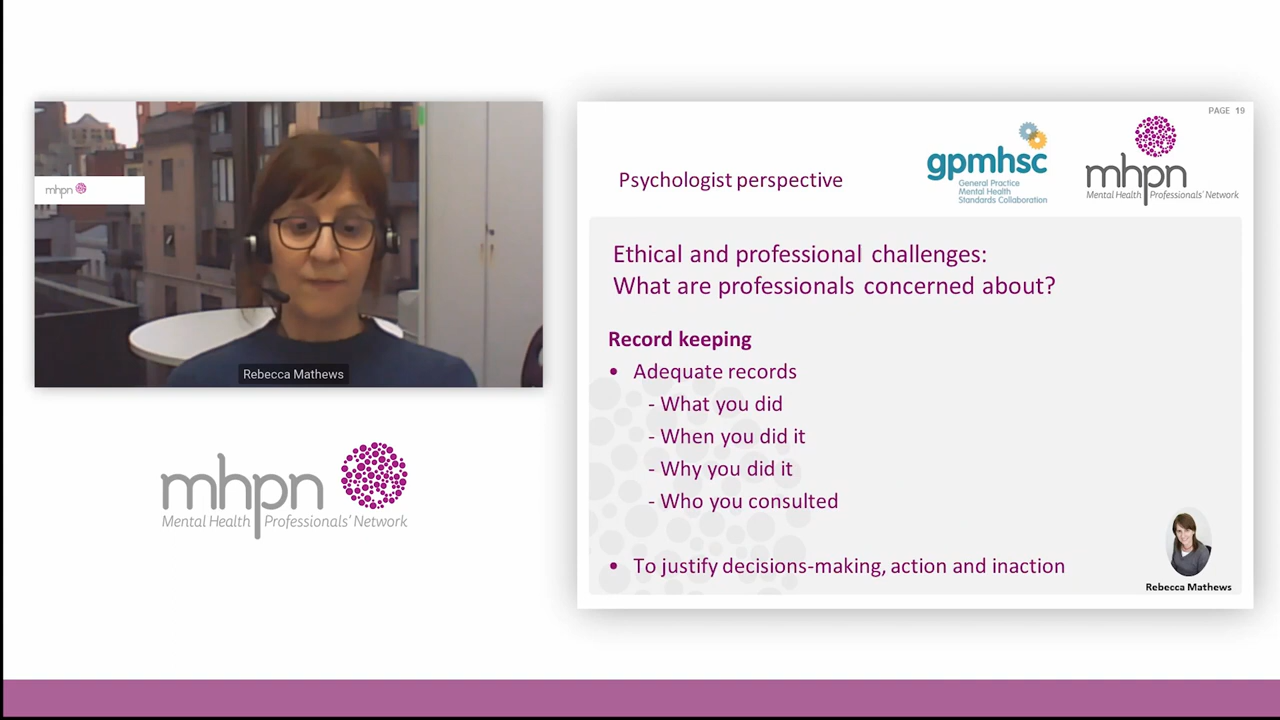 mhpn
Rebecca Mathews
mhpn
Mental Health Professionals' Network
PAGE 19
Psychologist perspective
gpmhsc
General Practice
Mental Health
Standards Collaboration
mhpn
Mental Health Professionals' Network
Ethical and professional challenges:
What are professionals concerned about?
Record keeping
• Adequate records
- What you did
- When you did it
- Why you did it
- Who you consulted
• To justify decisions-making, action and inaction
Rebecca Mathews